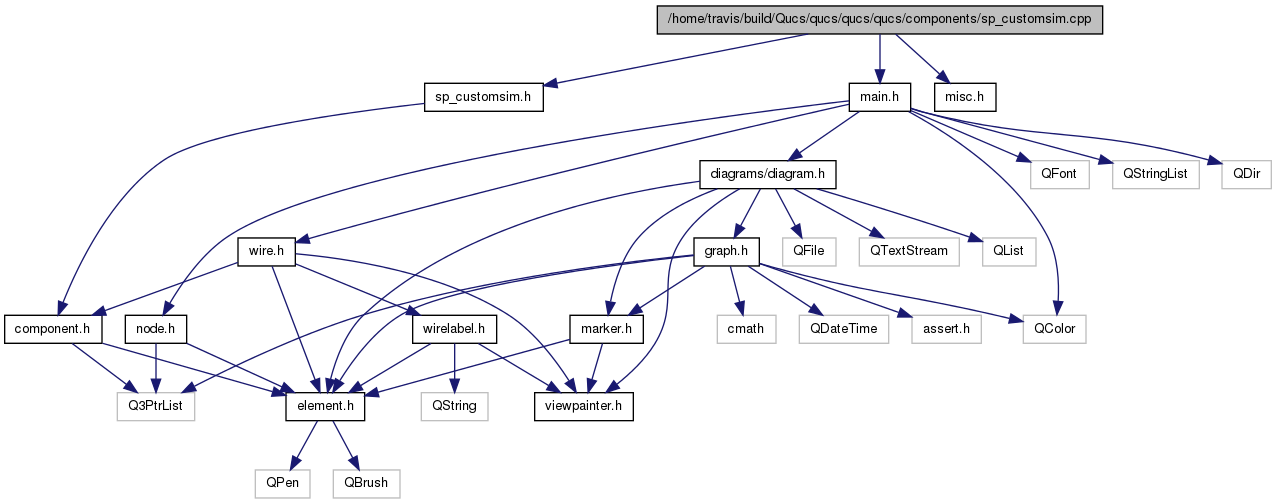 /home/travis/build/Qucs/qucs/qucs/qucs/components/sp_customsim.cpp
sp_customsim.h
main.h
misc.h
diagrams/diagram.h
QFont
QStringList
QDir
wire.h
graph.h
QFile
QTextStream
QList
component.h
node.h
wirelabel.h
marker.h
cmath
QDateTime
assert.h
QColor
Q3PtrList
element.h
QString
viewpainter.h
QPen
QBrush